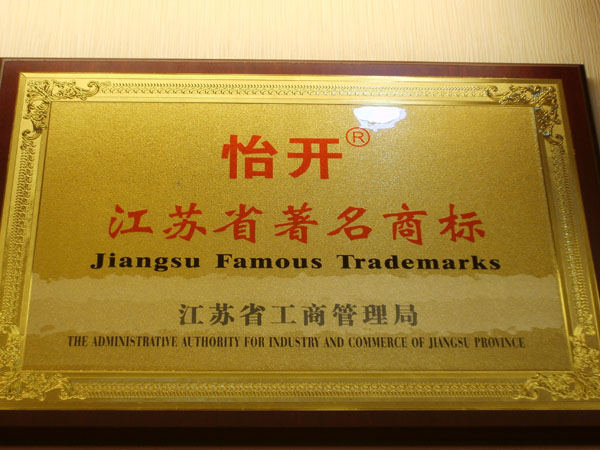 怡开®
江苏省著名商标
Jiangsu Famous Trademarks
江苏省工商管理局
THE ADMINISTRATIVE AUTHORITY FOR INDUSTRY AND COMMERCE OF JIANGSU PROVINCE